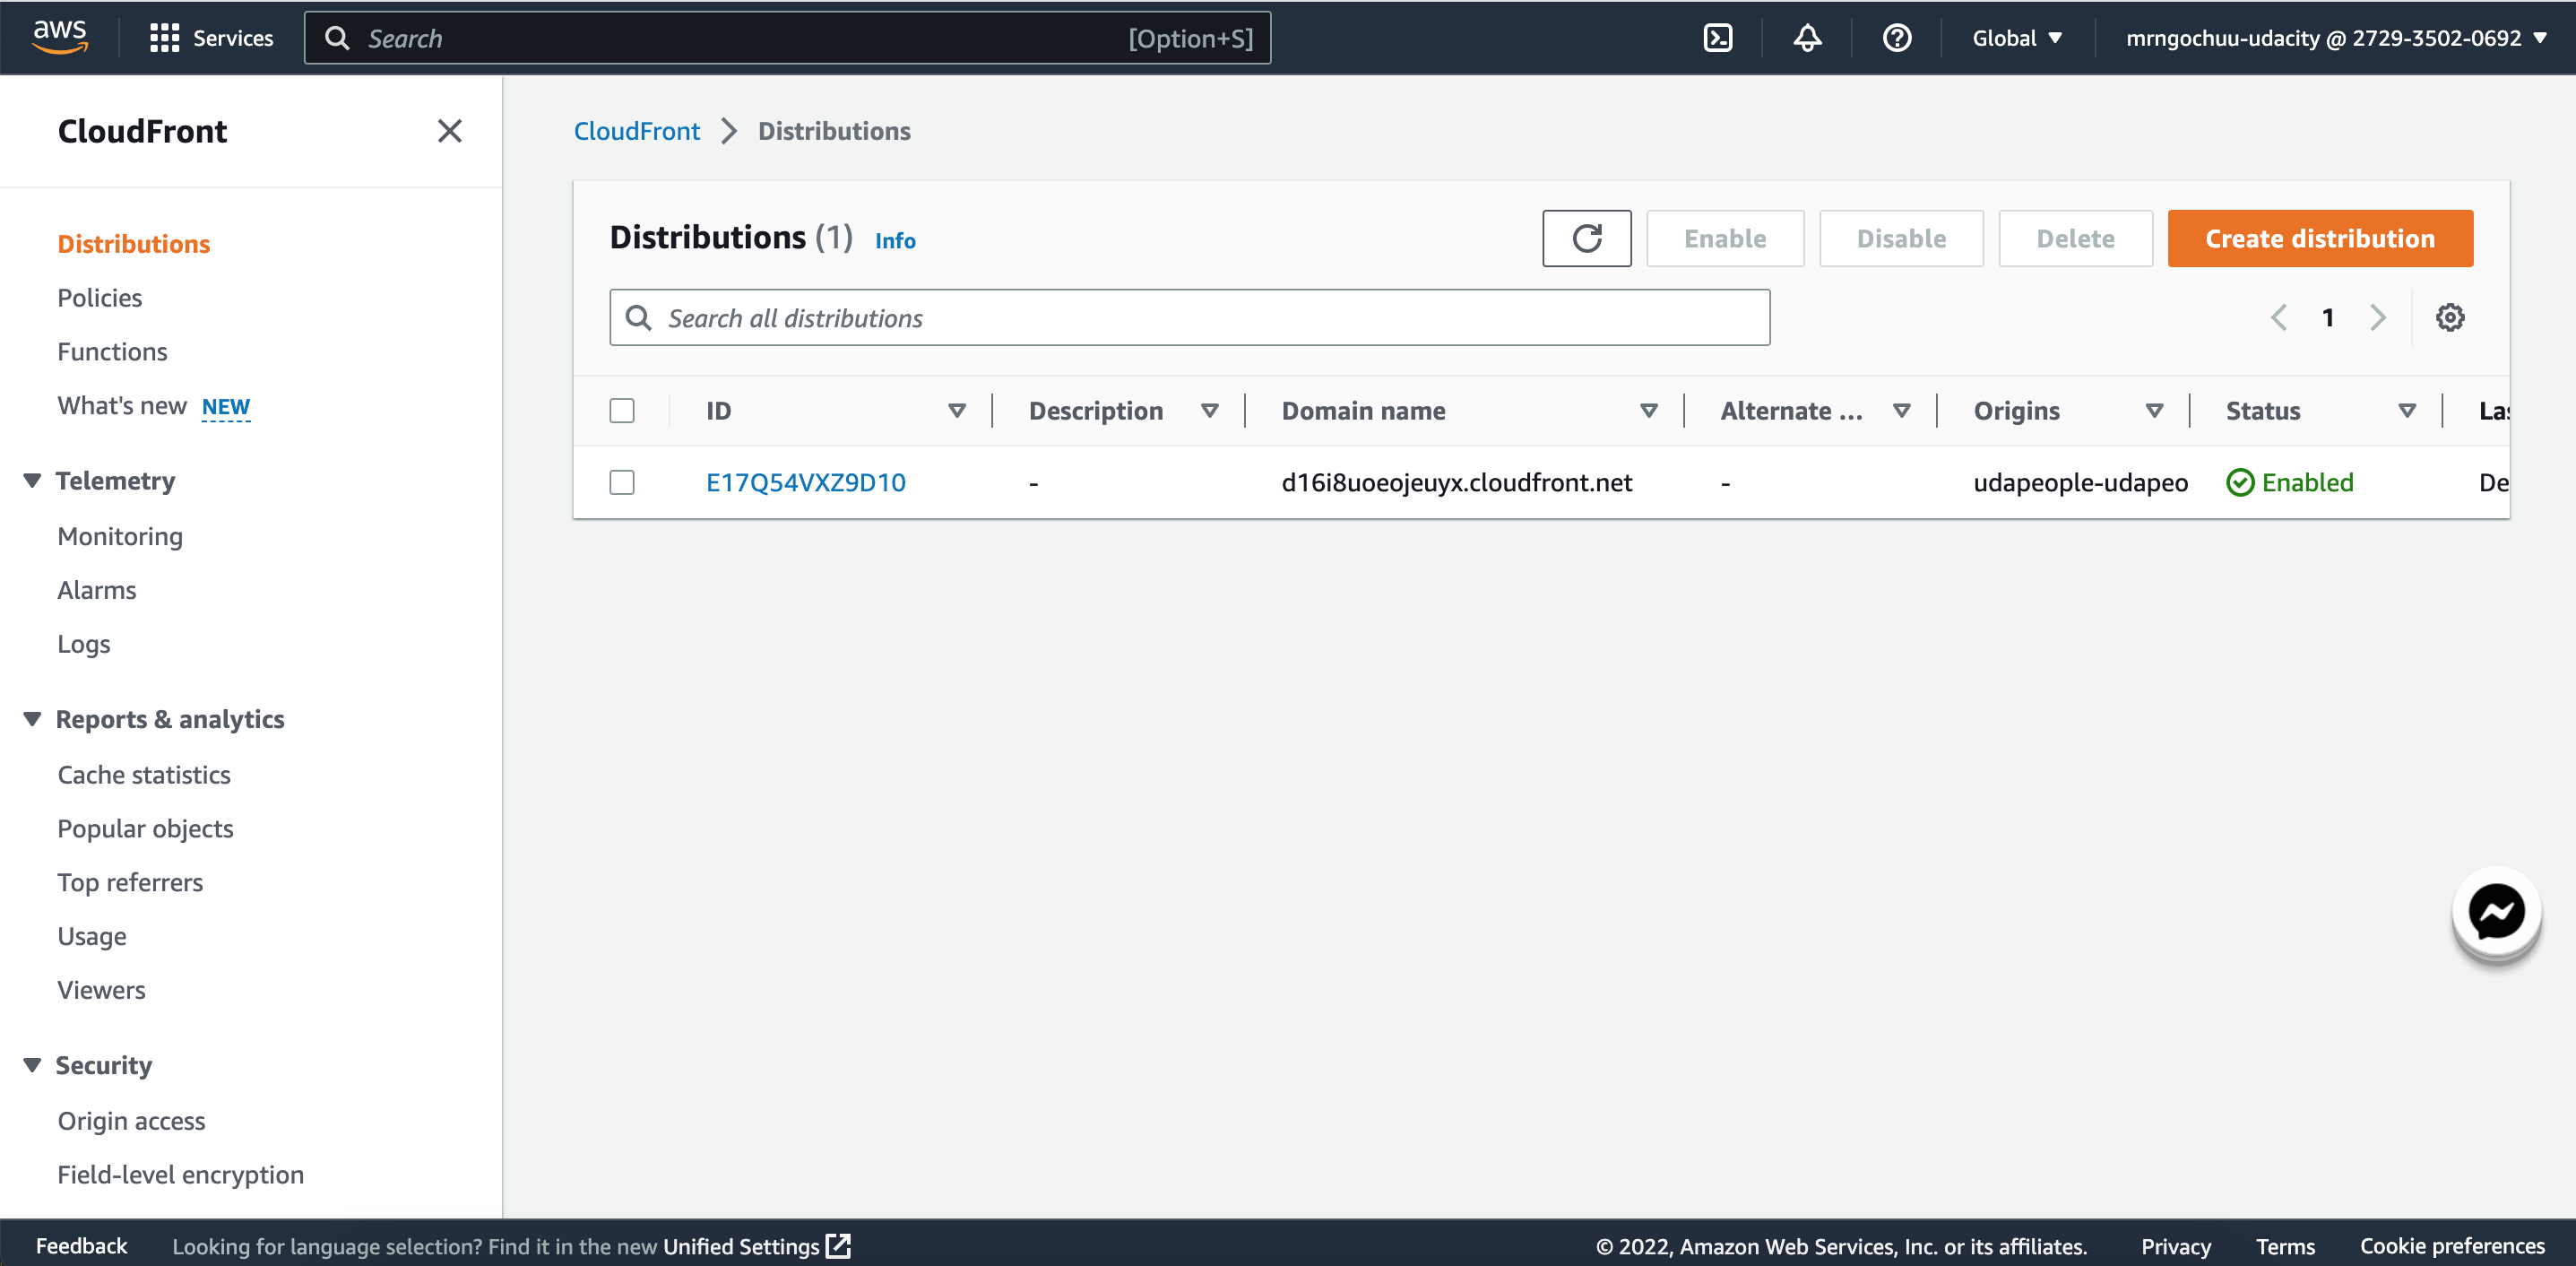 aws
Services
Search [Option+S]
Global
mrngochuu-udacity @ 2729-3502-0692
CloudFront
Distributions
Policies
Functions
What's new NEW
Telemetry
Monitoring
Alarms
Logs
Reports & analytics
Cache statistics
Popular objects
Top referrers
Usage
Viewers
Security
Origin access
Field-level encryption
CloudFront > Distributions
Distributions (1) Info
Enable
Disable
Delete
Create distribution
Search all distributions
1
ID Description Domain name Alternate ... Origins Status Las
E17Q54VXZ9D10 - d16i8uoeojeuyx.cloudfront.net - udapeople-udapeo Enabled De
Feedback Looking for language selection? Find it in the new Unified Settings © 2022, Amazon Web Services, Inc. or its affiliates. Privacy Terms Cookie preferences